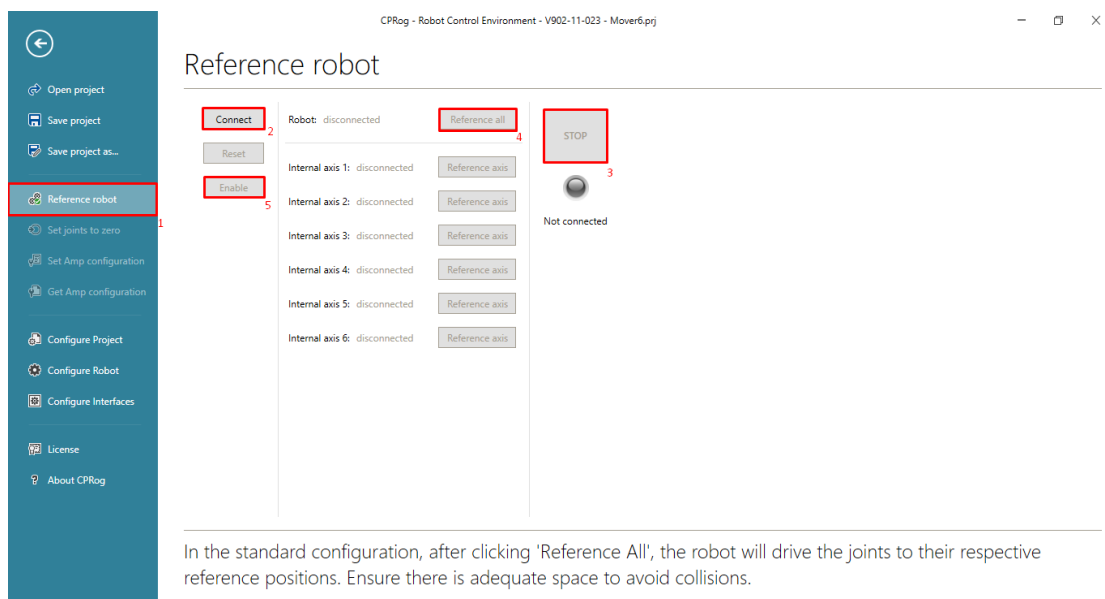 CPRog - Robot Control Environment - V902-11-023 - Mover6.prj
Open project
Save project
Save project as...
Reference robot
1
Set joints to zero
Set Amp configuration
Get Amp configuration
Configure Project
Configure Robot
Configure Interfaces
License
About CPRog
Reference robot
Connect
2
Reset
Enable
5
Robot: disconnected Reference all
4
Internal axis 1: disconnected Reference axis
Internal axis 2: disconnected Reference axis
Internal axis 3: disconnected Reference axis
Internal axis 4: disconnected Reference axis
Internal axis 5: disconnected Reference axis
Internal axis 6: disconnected Reference axis
STOP
3
Not connected
In the standard configuration, after clicking 'Reference All', the robot will drive the joints to their respective
reference positions. Ensure there is adequate space to avoid collisions.